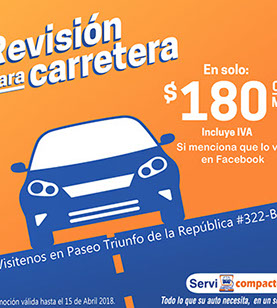 Revisión
para carretera
En solo:
$180
Incluye IVA
Si menciona que lo v
en Facebook
Visítenos en Paseo Triunfo de la República #322-B
Servi compacto
moción válida hasta el 15 de Abril 2018.
Todo lo que su auto necesita, en un s